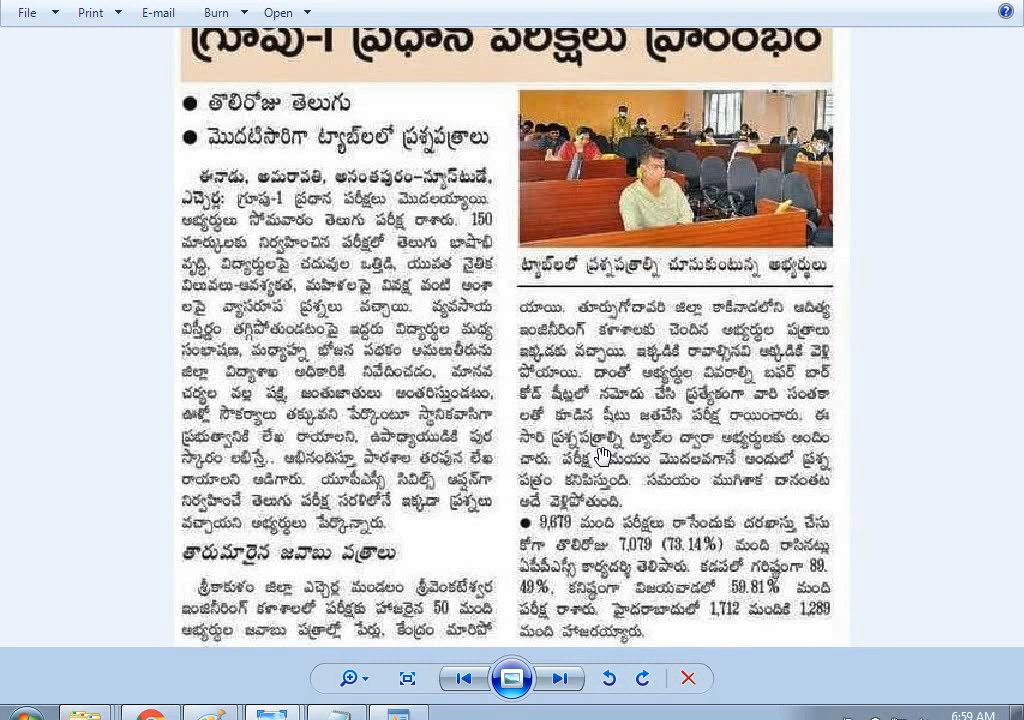 File Print E-mail Burn Open
గ్రూపు-1 ప్రధాన పరీక్షలు ప్రారంభం
● తొలిరోజు తెలుగు
● మొదటిసారిగా ట్యాబ్‌లలో ప్రశ్నపత్రాలు
ఈనాడు, అమరావతి, అనంతపురం-న్యూస్‌టుడే,
ఎచ్చెర్ల: గ్రూపు-1 ప్రధాన పరీక్షలు మొదలయ్యాయి.
అభ్యర్థులు సోమవారం తెలుగు పరీక్ష రాశారు. 150
మార్కులకు నిర్వహించిన పరీక్షలో తెలుగు భాషాభి
వృద్ధి, విద్యార్థులపై చదువుల ఒత్తిడి, యువత నైతిక
విలువలు-ఆవశ్యకత, మహిళలపై వివక్ష వంటి అంశా
లపై వ్యాసరూప ప్రశ్నలు వచ్చాయి. వ్యవసాయ
విస్తీర్ణం తగ్గిపోతుండటంపై ఇద్దరు విద్యార్థుల మధ్య
సంభాషణ, మధ్యాహ్న భోజన పథకం అమలుతీరును
జిల్లా విద్యాశాఖ అధికారికి నివేదించడం, మానవ
చర్యల వల్ల పక్షి, జంతుజాతులు అంతరిస్తుండటం,
ఊళ్లో సౌకర్యాలు తక్కువని పేర్కొంటూ స్థానికవాసిగా
ప్రభుత్వానికి లేఖ రాయాలని, ఉపాధ్యాయుడికి పుర
స్కారం లభిస్తే.. అభినందిస్తూ పాఠశాల తరఫున లేఖ
రాయాలని అడిగారు. యూపీఎస్సీ సివిల్స్ ఆప్షన్‌గా
నిర్వహించే తెలుగు పరీక్ష సరళిలోనే ఇక్కడా ప్రశ్నలు
వచ్చాయని అభ్యర్థులు పేర్కొన్నారు.
తారుమారైన జవాబు పత్రాలు
శ్రీకాకుళం జిల్లా ఎచ్చెర్ల మండలం శ్రీవెంకటేశ్వర
ఇంజినీరింగ్ కళాశాలలో పరీక్షకు హాజరైన 50 మంది
అభ్యర్థుల జవాబు పత్రాల్లో పేర్లు, కేంద్రం మారిపో
ట్యాబ్‌లలో ప్రశ్నపత్రాల్ని చూసుకుంటున్న అభ్యర్థులు
యాయి. తూర్పుగోదావరి జిల్లా కాకినాడలోని ఆదిత్య
ఇంజినీరింగ్ కళాశాలకు చెందిన అభ్యర్థుల పత్రాలు
ఇక్కడకు వచ్చాయి. ఇక్కడికి రావాల్సినవి అక్కడికి వెళ్లి
పోయాయి. దాంతో అభ్యర్థుల వివరాల్ని బఫర్ బార్
కోడ్ షీట్లలో నమోదు చేసి ప్రత్యేకంగా వారి సంతకా
లతో కూడిన షీటు జతచేసి పరీక్ష రాయించారు. ఈ
సారి ప్రశ్నపత్రాల్ని ట్యాబ్‌ల ద్వారా అభ్యర్థులకు అందిం
చారు. పరీక్ష సమయం మొదలవగానే అందులో ప్రశ్న
పత్రం కనిపిస్తుంది. సమయం ముగిశాక దానంతట
అదే వెళ్లిపోతుంది.
● 9,679 మంది పరీక్షలు రాసేందుకు దరఖాస్తు చేసు
కోగా తొలిరోజు 7,079 (73.14%) మంది రాసినట్లు
ఏపీపీఎస్సీ కార్యదర్శి తెలిపారు. కడపలో గరిష్ఠంగా 89.
49%, కనిష్ఠంగా విజయవాడలో 59.81% మంది
పరీక్ష రాశారు. హైదరాబాదులో 1,712 మందికి 1,289
మంది హాజరయ్యారు.
6:59 AM